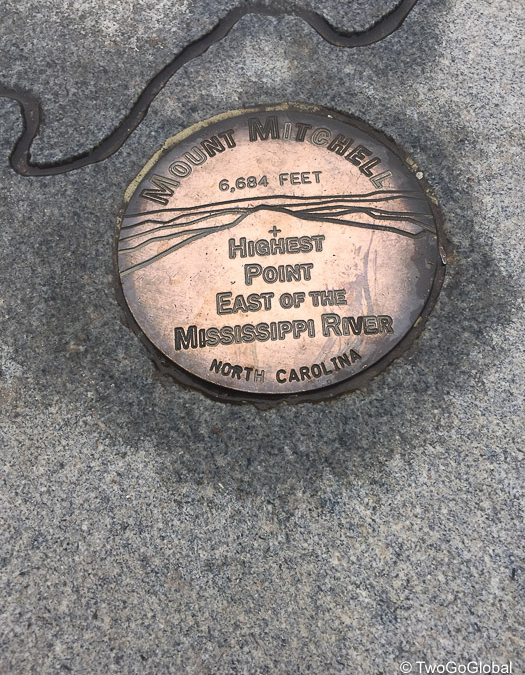 MOUNT MITCHELL
6,684 FEET
HIGHEST
POINT
EAST OF THE
MISSISSIPPI RIVER
NORTH CAROLINA
© TwoGoGlobal